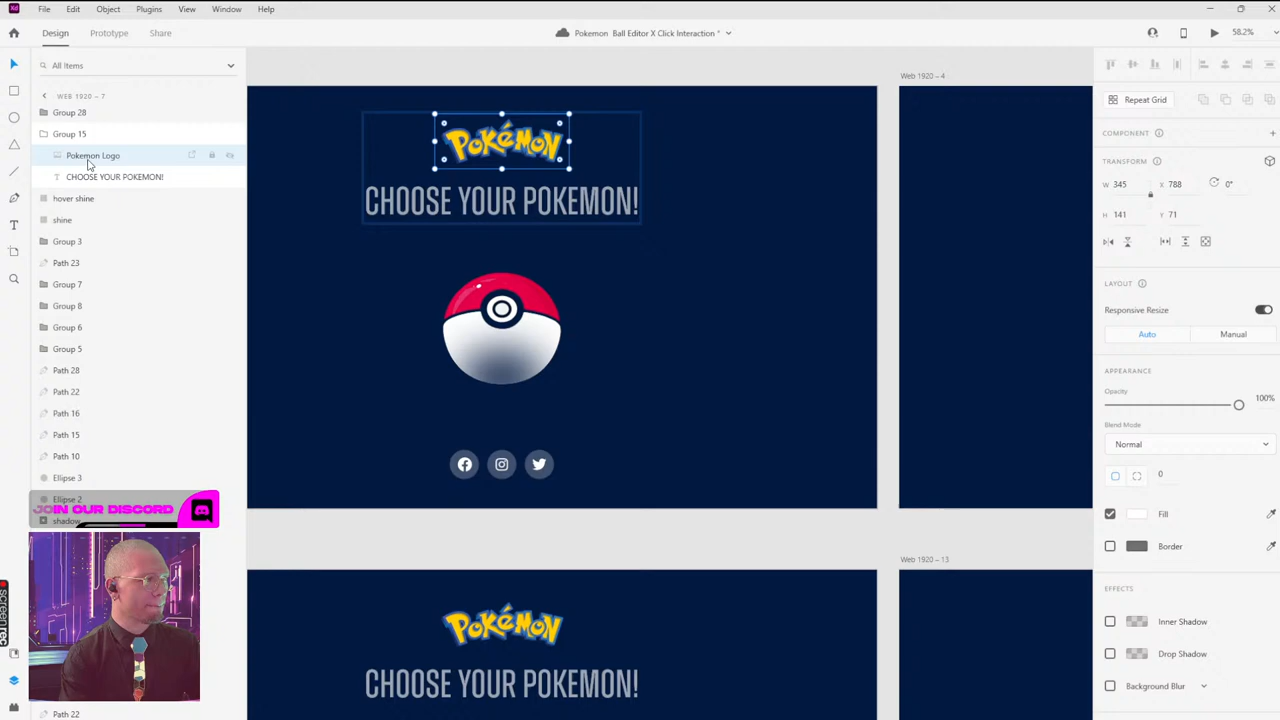 Xd File Edit Object Plugins View Window Help
Design Prototype Share
Pokemon Ball Editor X Click Interaction *
58.2%
All Items
WEB 1920 – 7
Group 28
Group 15
Pokemon Logo
CHOOSE YOUR POKEMON!
hover shine
shine
Group 3
Path 23
Group 7
Group 8
Group 6
Group 5
Path 28
Path 22
Path 16
Path 15
Path 10
Ellipse 3
Ellipse 2
JOIN OUR DISCORD
shadow
Path 22
screenrec
POKéMON
CHOOSE YOUR POKEMON!
POKéMON
CHOOSE YOUR POKEMON!
Web 1920 – 4
Web 1920 – 13
Repeat Grid
COMPONENT
TRANSFORM
W 345 X 788 0°
H 141 Y 71
LAYOUT
Responsive Resize
Auto Manual
APPEARANCE
Opacity
100%
Blend Mode
Normal
0
Fill
Border
EFFECTS
Inner Shadow
Drop Shadow
Background Blur